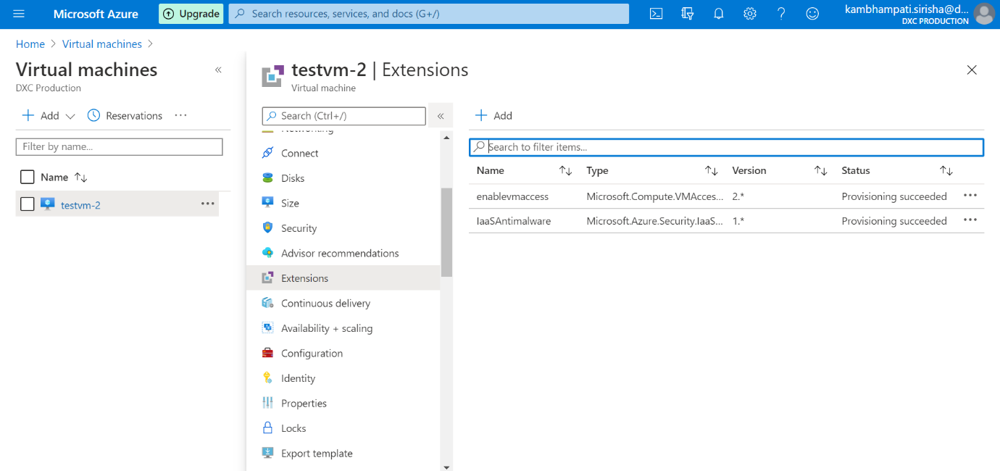 Microsoft Azure
Upgrade
Search resources, services, and docs (G+/)
kambhampati.sirisha@d...
DXC PRODUCTION
Home > Virtual machines >
Virtual machines
«
DXC Production
+ Add
Reservations
...
Filter by name...
Name ↑↓
testvm-2
...
testvm-2 | Extensions
Virtual machine
Search (Ctrl+/)
«
Networking
Connect
Disks
Size
Security
Advisor recommendations
Extensions
Continuous delivery
Availability + scaling
Configuration
Identity
Properties
Locks
Export template
+ Add
Search to filter items...
Name ↑↓ Type ↑↓ Version ↑↓ Status ↑↓
enablevmaccess Microsoft.Compute.VMAcces... 2.* Provisioning succeeded ...
IaaSAntimalware Microsoft.Azure.Security.IaaS... 1.* Provisioning succeeded ...